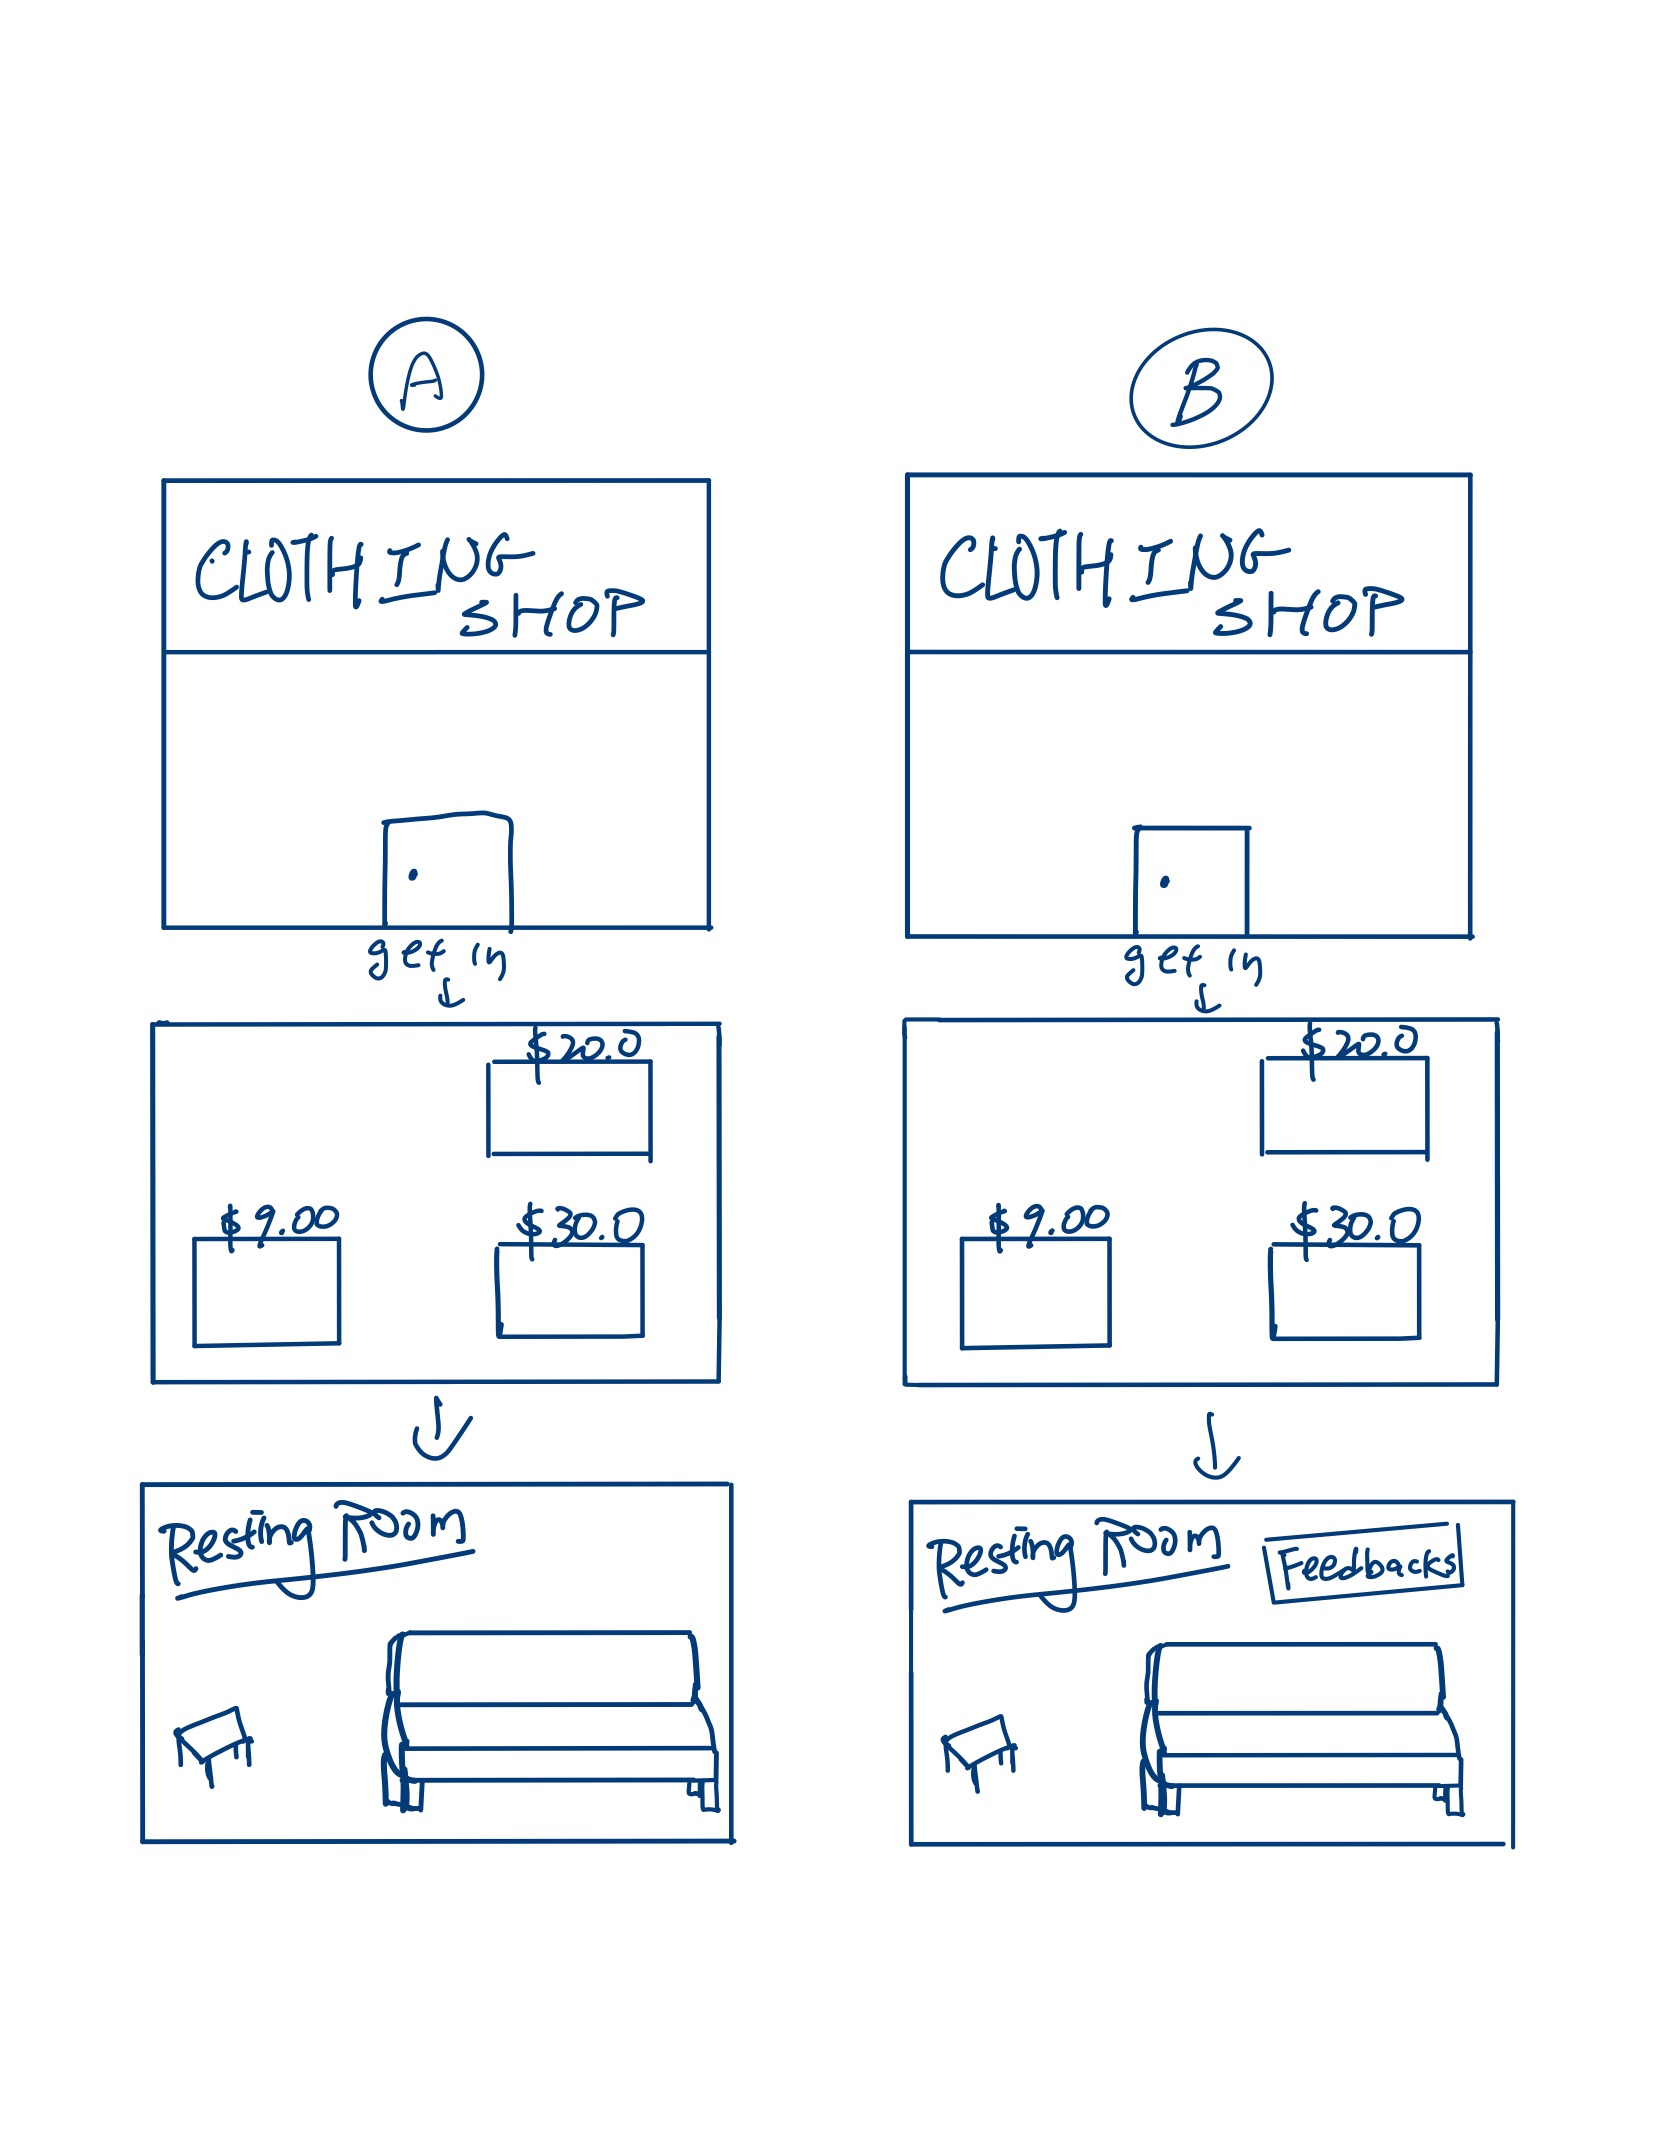 A
CLOTHING
SHOP
get in
$20.0
$9.00
$30.0
Resting Room
B
CLOTHING
SHOP
get in
$20.0
$9.00
$30.0
Resting Room
Feedbacks